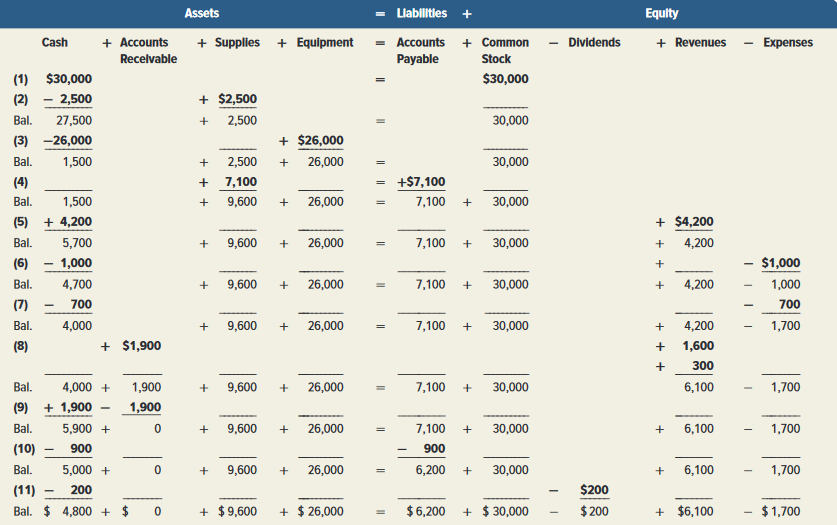 Assets = Liabilities + Equity
Cash + Accounts Receivable + Supplies + Equipment = Accounts Payable + Common Stock − Dividends + Revenues − Expenses
(1) $30,000 = $30,000
(2) − 2,500 + $2,500
Bal. 27,500 + 2,500 = 30,000
(3) −26,000 + $26,000
Bal. 1,500 + 2,500 + 26,000 = 30,000
(4) + 7,100 = +$7,100
Bal. 1,500 + 9,600 + 26,000 = 7,100 + 30,000
(5) + 4,200 + $4,200
Bal. 5,700 + 9,600 + 26,000 = 7,100 + 30,000 + 4,200
(6) − 1,000 + − $1,000
Bal. 4,700 + 9,600 + 26,000 = 7,100 + 30,000 + 4,200 − 1,000
(7) − 700 − 700
Bal. 4,000 + 9,600 + 26,000 = 7,100 + 30,000 + 4,200 − 1,700
(8) + $1,900 + 1,600
+ 300
Bal. 4,000 + 1,900 + 9,600 + 26,000 = 7,100 + 30,000 6,100 − 1,700
(9) + 1,900 − 1,900
Bal. 5,900 + 0 + 9,600 + 26,000 = 7,100 + 30,000 + 6,100 − 1,700
(10) − 900 − 900
Bal. 5,000 + 0 + 9,600 + 26,000 = 6,200 + 30,000 + 6,100 − 1,700
(11) − 200 − $200
Bal. $ 4,800 + $ 0 + $ 9,600 + $ 26,000 = $ 6,200 + $ 30,000 − $ 200 + $6,100 − $ 1,700